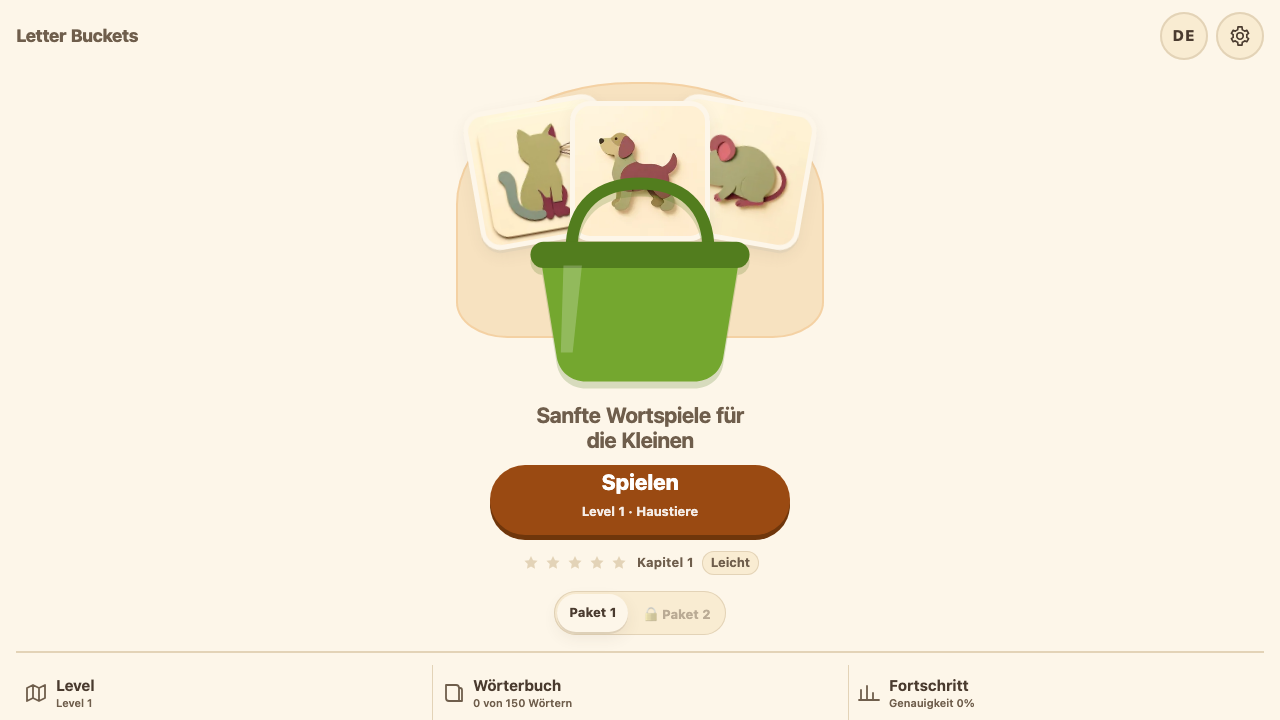 Letter Buckets
DE
Sanfte Wortspiele für
die Kleinen
Spielen
Level 1 · Haustiere
Kapitel 1 Leicht
Paket 1 Paket 2
Level
Level 1
Wörterbuch
0 von 150 Wörtern
Fortschritt
Genauigkeit 0%